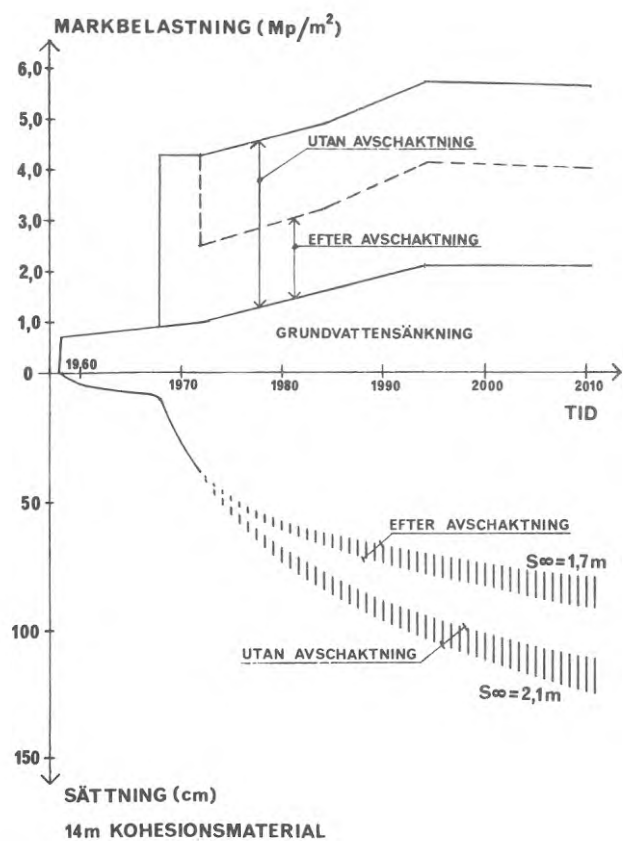 MARKBELASTNING (Mp/m²)
6,0
5,0
UTAN AVSCHAKTNING
4,0
3,0
EFTER AVSCHAKTNING
2,0
1,0
GRUNDVATTENSÄNKNING
0
19,60
1970
1980
1990
2000
2010
TID
50
EFTER AVSCHAKTNING
S∞=1,7m
100
UTAN AVSCHAKTNING
S∞=2,1m
150
SÄTTNING (cm)
14m KOHESIONSMATERIAL